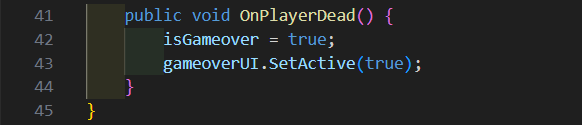 41 public void OnPlayerDead() {
42 isGameover = true;
43 gameoverUI.SetActive(true);
44 }
45 }